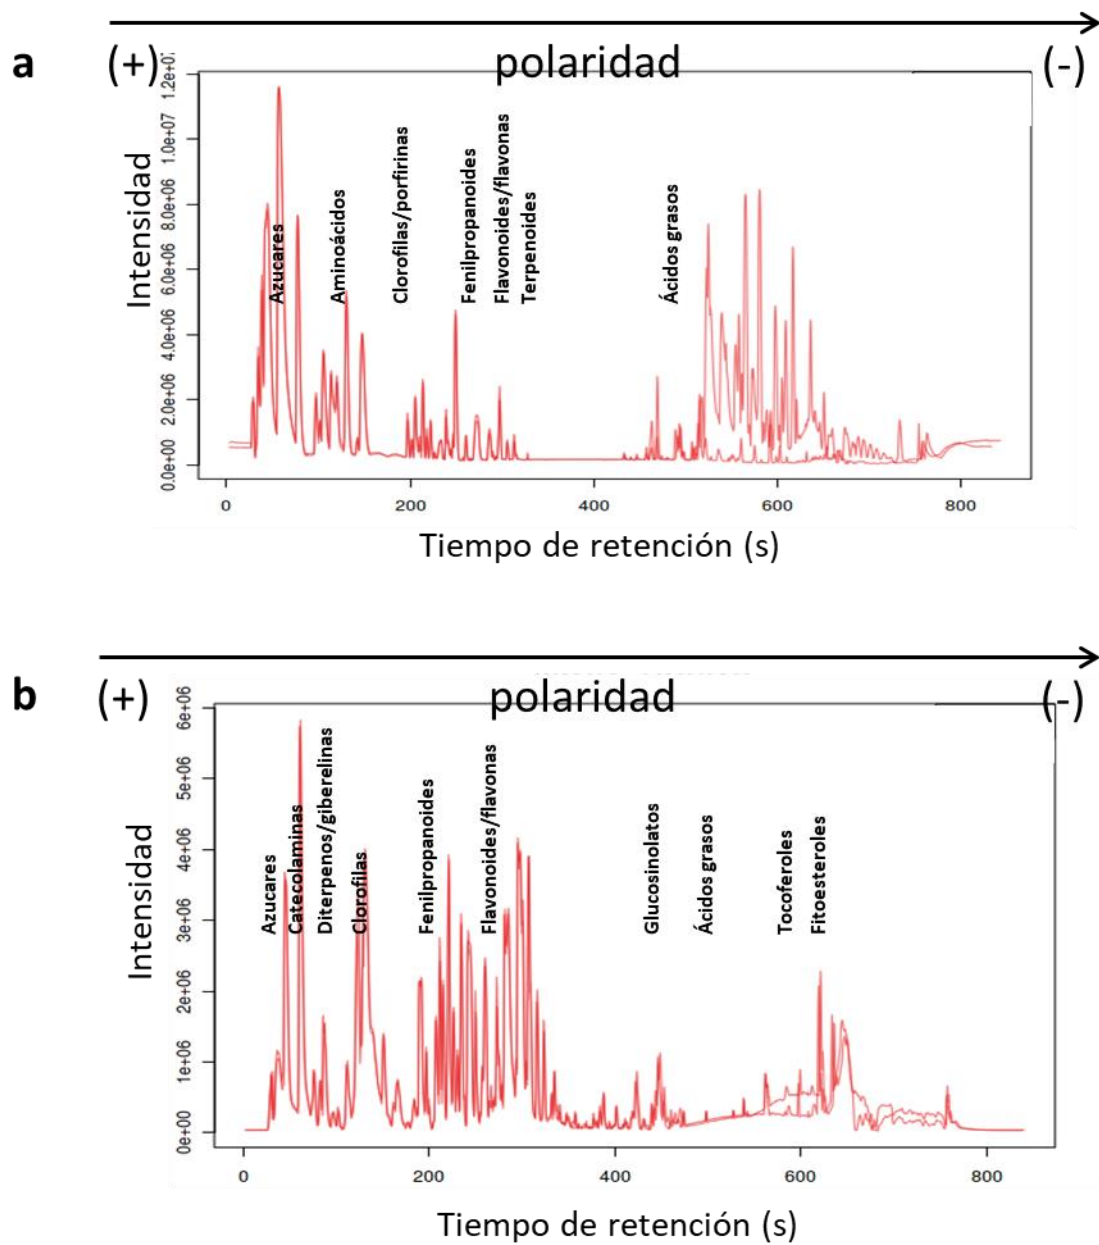 a
(+)
polaridad
(-)
Intensidad
0.0e+00
2.0e+06
4.0e+06
6.0e+06
8.0e+06
1.0e+07
Azucares
Aminoácidos
Clorofilas/porfirinas
Fenilpropanoides
Flavonoides/flavonas
Terpenoides
Ácidos grasos
0 200 400 600 800
Tiempo de retención (s)
b
(+)
polaridad
(-)
Intensidad
0e+00
1e+06
2e+06
3e+06
4e+06
5e+06
6e+06
Azucares
Catecolaminas
Diterpenos/giberelinas
Clorofilas
Fenilpropanoides
Flavonoides/flavonas
Glucosinolatos
Ácidos grasos
Tocoferoles
Fitoesteroles
0 200 400 600 800
Tiempo de retención (s)